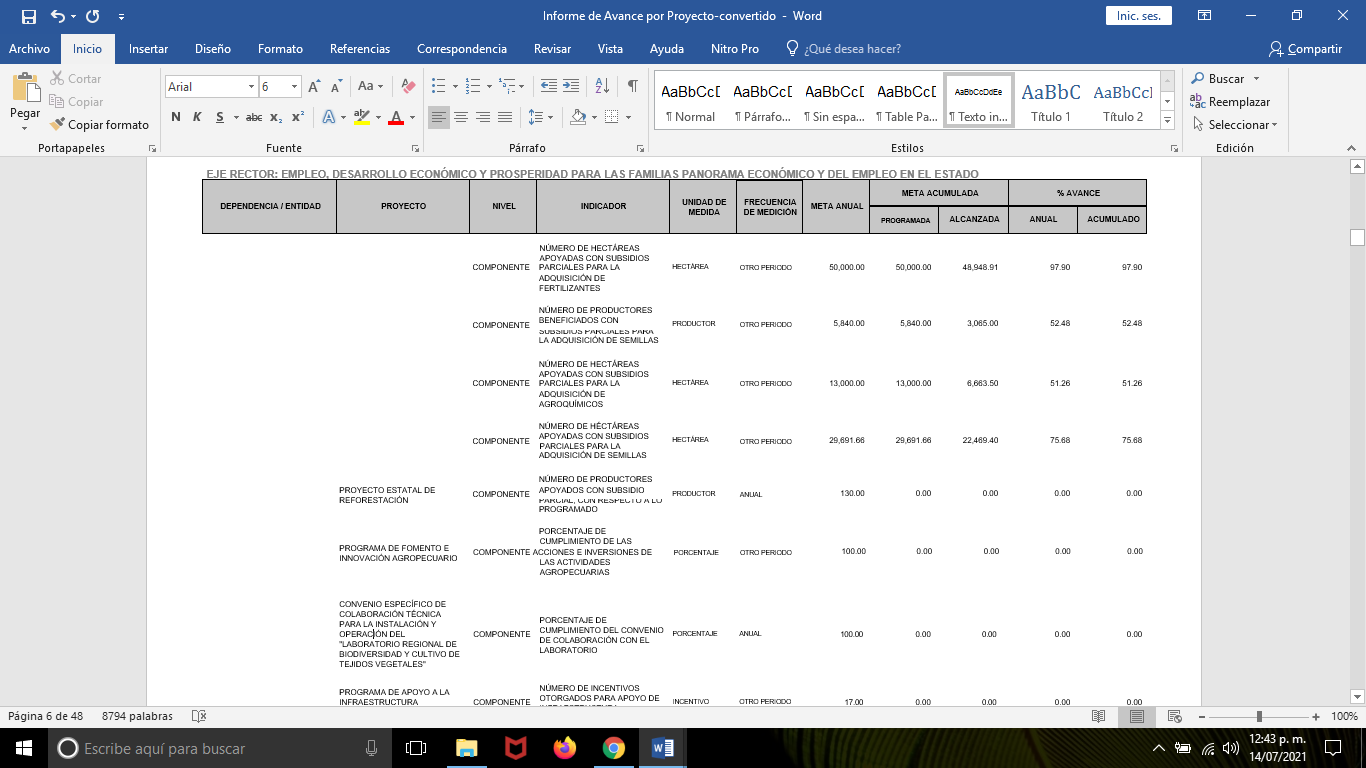 Informe de Avance por Proyecto-convertido - Word
Inic. ses.
Archivo Inicio Insertar Diseño Formato Referencias Correspondencia Revisar Vista Ayuda Nitro Pro ¿Qué desea hacer? Compartir
Pegar
Cortar
Copiar
Copiar formato
Portapapeles
Arial 6
N K S abc x₂ x²
Fuente
Párrafo
AaBbCcD AaBbCcD AaBbCcD AaBbCcD AaBbCcDdEe AaBbC AaBbCcI
¶ Normal ¶ Párrafo... ¶ Sin espa... ¶ Table Pa... ¶ Texto in... Título 1 Título 2
Estilos
Buscar
Reemplazar
Seleccionar
Edición
EJE RECTOR: EMPLEO, DESARROLLO ECONÓMICO Y PROSPERIDAD PARA LAS FAMILIAS PANORAMA ECONÓMICO Y DEL EMPLEO EN EL ESTADO
DEPENDENCIA / ENTIDAD PROYECTO NIVEL INDICADOR UNIDAD DE MEDIDA FRECUENCIA DE MEDICIÓN META ANUAL META ACUMULADA % AVANCE
PROGRAMADA ALCANZADA ANUAL ACUMULADO
NÚMERO DE HECTÁREAS
APOYADAS CON SUBSIDIOS
PARCIALES PARA LA
ADQUISICIÓN DE
FERTILIZANTES
COMPONENTE HECTÁREA OTRO PERIODO 50,000.00 50,000.00 48,948.91 97.90 97.90
NÚMERO DE PRODUCTORES
BENEFICIADOS CON
SUBSIDIOS PARCIALES PARA
LA ADQUISICIÓN DE SEMILLAS
COMPONENTE PRODUCTOR OTRO PERIODO 5,840.00 5,840.00 3,065.00 52.48 52.48
NÚMERO DE HECTÁREAS
APOYADAS CON SUBSIDIOS
PARCIALES PARA LA
ADQUISICIÓN DE
AGROQUÍMICOS
COMPONENTE HECTÁREA OTRO PERIODO 13,000.00 13,000.00 6,663.50 51.26 51.26
NÚMERO DE HÉCTÁREAS
APOYADAS CON SUBSIDIOS
PARCIALES PARA LA
ADQUISICIÓN DE SEMILLAS
COMPONENTE HECTÁREA OTRO PERIODO 29,691.66 29,691.66 22,469.40 75.68 75.68
PROYECTO ESTATAL DE
REFORESTACIÓN
COMPONENTE
NÚMERO DE PRODUCTORES
APOYADOS CON SUBSIDIO
PARCIAL, CON RESPECTO A LO
PROGRAMADO
PRODUCTOR ANUAL 130.00 0.00 0.00 0.00 0.00
PROGRAMA DE FOMENTO E
INNOVACIÓN AGROPECUARIO
COMPONENTE
PORCENTAJE DE
CUMPLIMIENTO DE LAS
ACCIONES E INVERSIONES DE
LAS ACTIVIDADES
AGROPECUARIAS
PORCENTAJE OTRO PERIODO 100.00 0.00 0.00 0.00 0.00
CONVENIO ESPECÍFICO DE
COLABORACIÓN TÉCNICA
PARA LA INSTALACIÓN Y
OPERACIÓN DEL
"LABORATORIO REGIONAL DE
BIODIVERSIDAD Y CULTIVO DE
TEJIDOS VEGETALES"
COMPONENTE
PORCENTAJE DE
CUMPLIMIENTO DEL CONVENIO
DE COLABORACIÓN CON EL
LABORATORIO
PORCENTAJE ANUAL 100.00 0.00 0.00 0.00 0.00
PROGRAMA DE APOYO A LA
INFRAESTRUCTURA
COMPONENTE
NÚMERO DE INCENTIVOS
OTORGADOS PARA APOYO DE
INCENTIVO OTRO PERIODO 17.00 0.00 0.00 0.00 0.00
Página 6 de 48 8794 palabras 100%
Escribe aquí para buscar
12:43 p. m.
14/07/2021